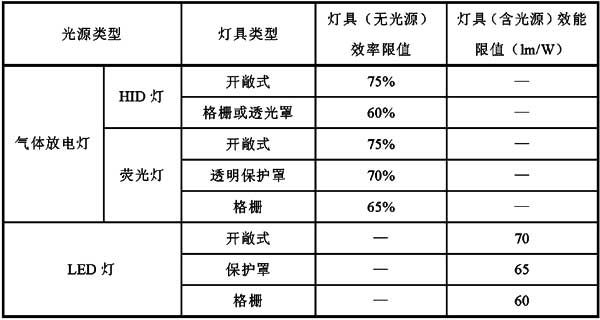 光源类型 灯具类型 灯具（无光源）效率限值 灯具（含光源）效能限值（lm/W）
气体放电灯 HID 灯 开敞式 75% —
格栅或透光罩 60% —
荧光灯 开敞式 75% —
透明保护罩 70% —
格栅 65% —
LED 灯 开敞式 — 70
保护罩 — 65
格栅 — 60